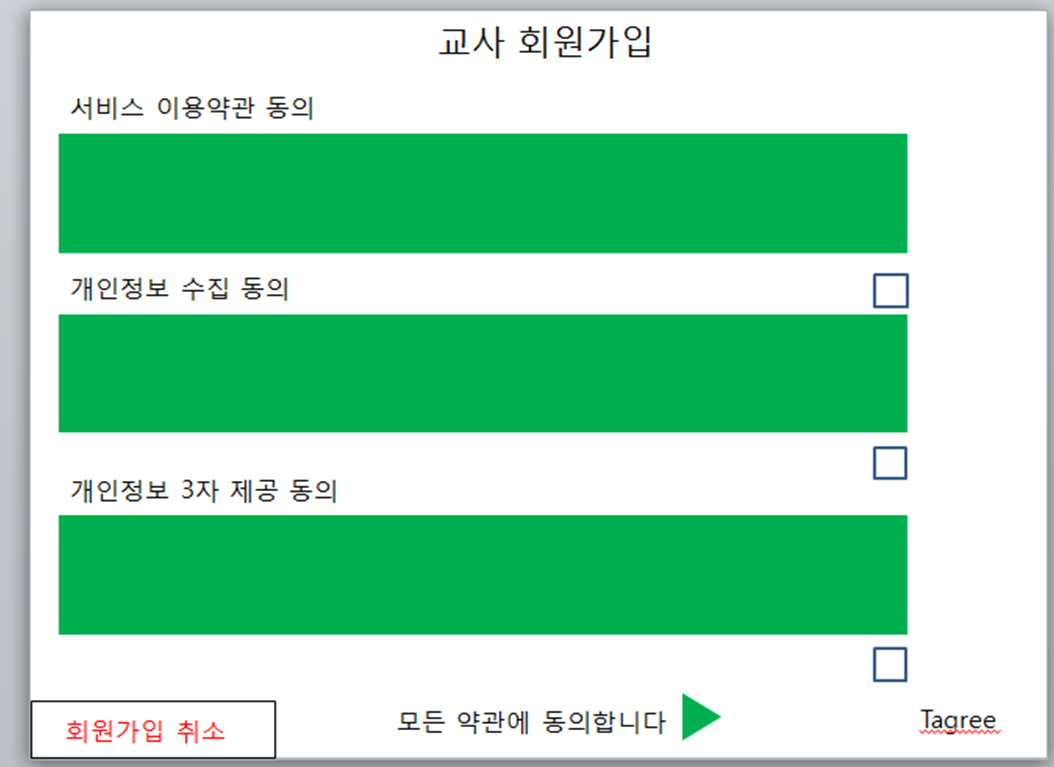 교사 회원가입
서비스 이용약관 동의
개인정보 수집 동의
개인정보 3자 제공 동의
회원가입 취소
모든 약관에 동의합니다
Tagree